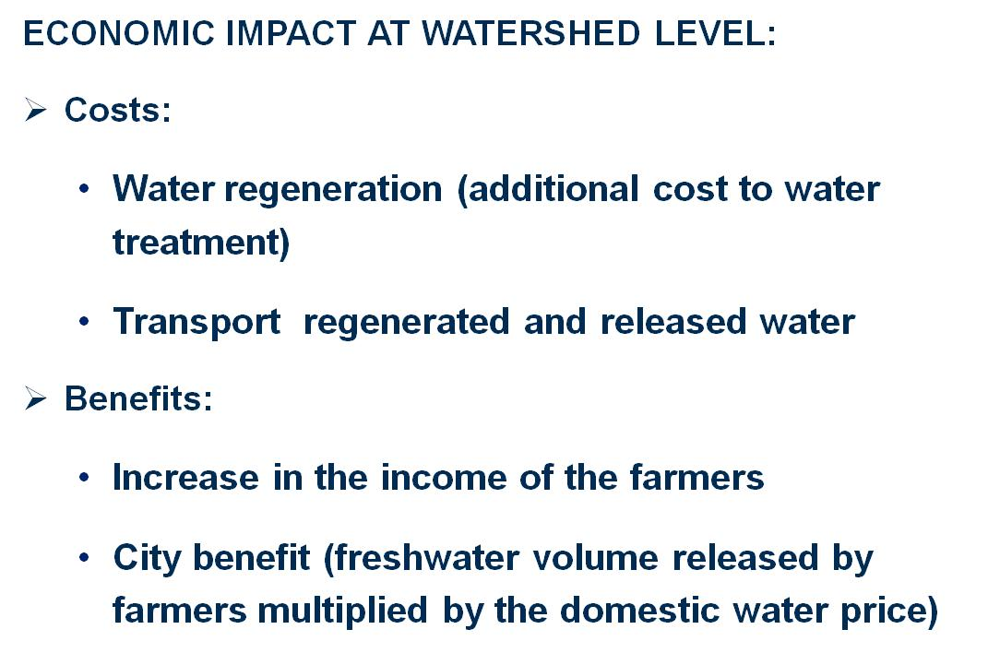 ECONOMIC IMPACT AT WATERSHED LEVEL:
➢ Costs:
• Water regeneration (additional cost to water
treatment)
• Transport  regenerated and released water
➢ Benefits:
• Increase in the income of the farmers
• City benefit (freshwater volume released by
farmers multiplied by the domestic water price)